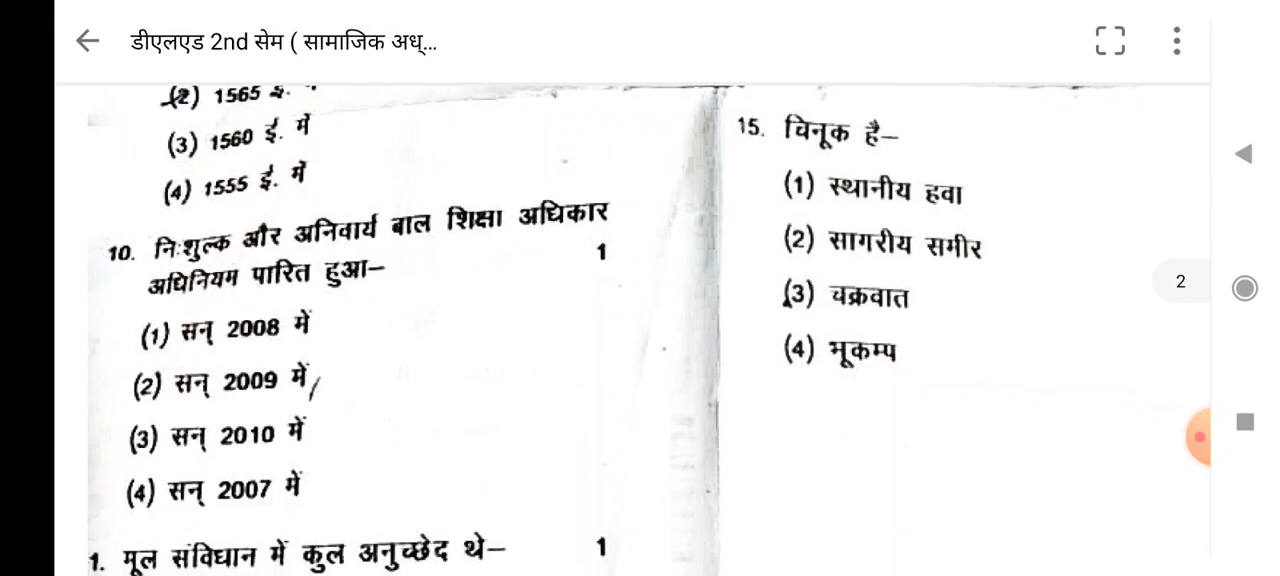 डीएलएड 2nd सेम ( सामाजिक अध्...
(2) 1565 ई.
(3) 1560 ई. में
(4) 1555 ई. में
10. नि:शुल्क और अनिवार्य बाल शिक्षा अधिकार
अधिनियम पारित हुआ– 1
(1) सन् 2008 में
(2) सन् 2009 में
(3) सन् 2010 में
(4) सन् 2007 में
1. मूल संविधान में कुल अनुच्छेद थे– 1
15. चिनूक है–
(1) स्थानीय हवा
(2) सागरीय समीर
(3) चक्रवात
(4) भूकम्प
2